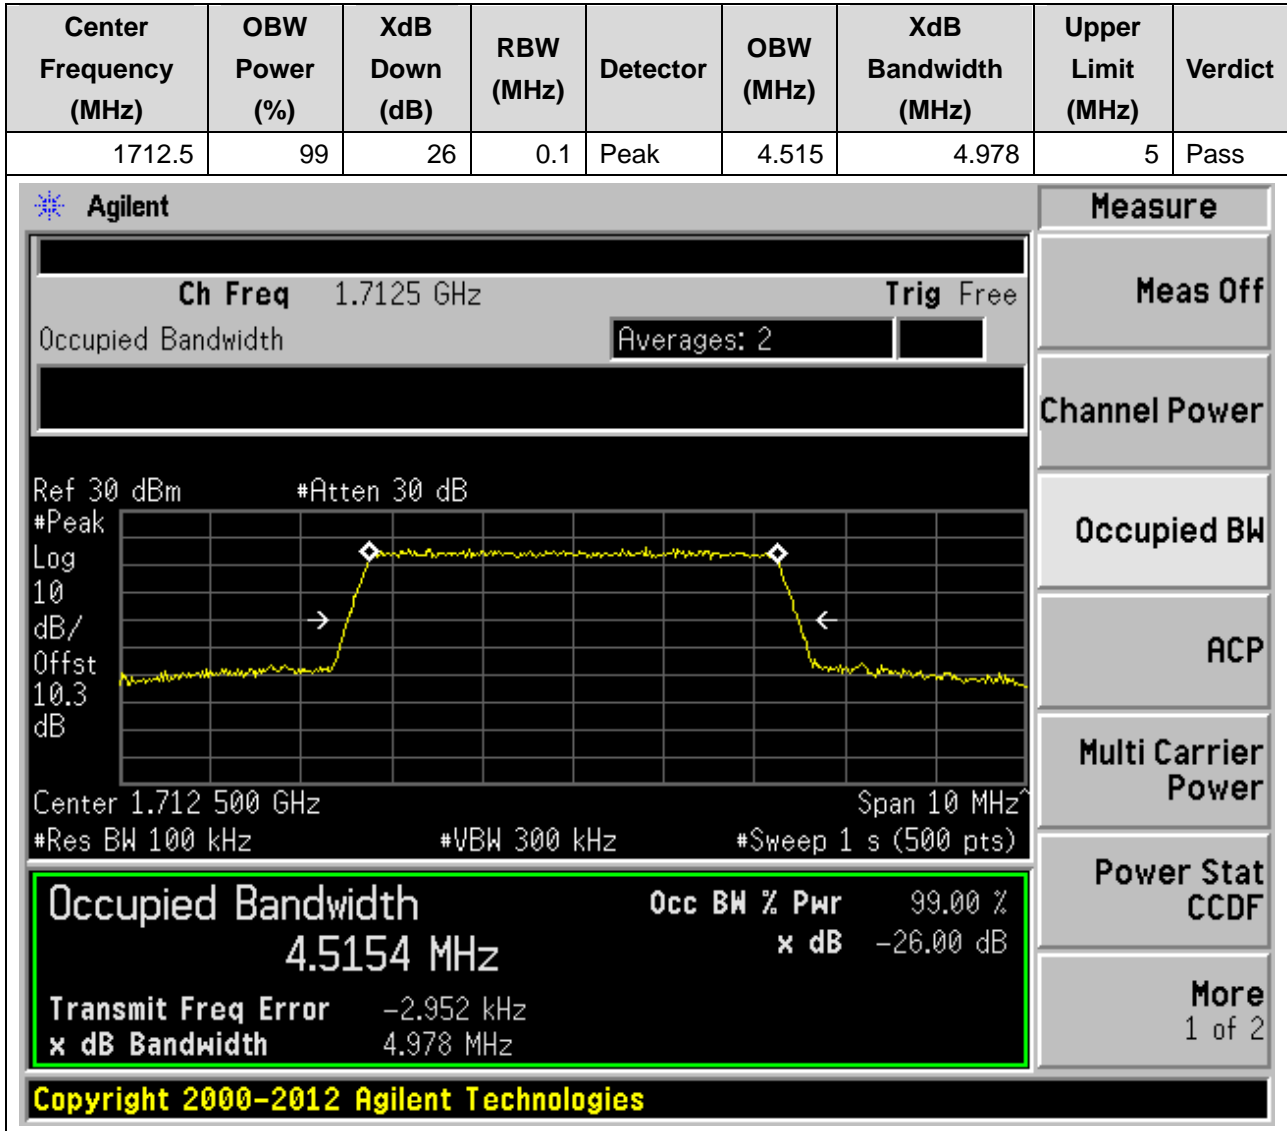 Center Frequency (MHz) OBW Power (%) XdB Down (dB) RBW (MHz) Detector OBW (MHz) XdB Bandwidth (MHz) Upper Limit (MHz) Verdict
1712.5 99 26 0.1 Peak 4.515 4.978 5 Pass
Agilent
Ch Freq 1.7125 GHz Trig Free
Occupied Bandwidth Averages: 2
Ref 30 dBm #Atten 30 dB
#Peak
Log
10
dB/
Offst
10.3
dB
Center 1.712 500 GHz Span 10 MHz^
#Res BW 100 kHz #VBW 300 kHz #Sweep 1 s (500 pts)
Occupied Bandwidth Occ BW % Pwr 99.00 %
4.5154 MHz x dB -26.00 dB
Transmit Freq Error -2.952 kHz
x dB Bandwidth 4.978 MHz
Measure
Meas Off
Channel Power
Occupied BW
ACP
Multi Carrier
Power
Power Stat
CCDF
More
1 of 2
Copyright 2000-2012 Agilent Technologies